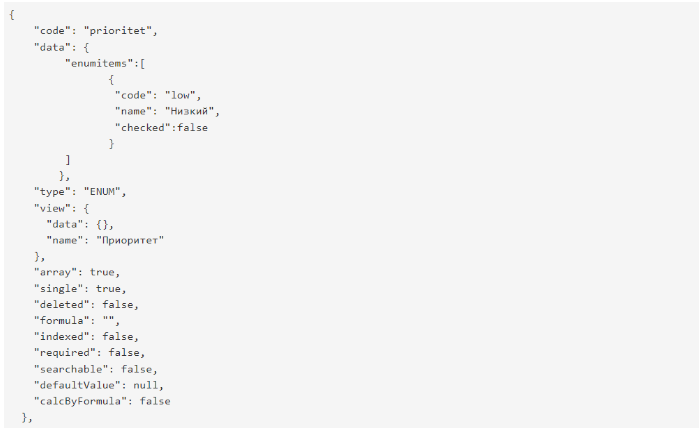 {
"code": "prioritet",
"data": {
"enumitems":[
{
"code": "low",
"name": "Низкий",
"checked":false
}
]
},
"type": "ENUM",
"view": {
"data": {},
"name": "Приоритет"
},
"array": true,
"single": true,
"deleted": false,
"formula": "",
"indexed": false,
"required": false,
"searchable": false,
"defaultValue": null,
"calcByFormula": false
},